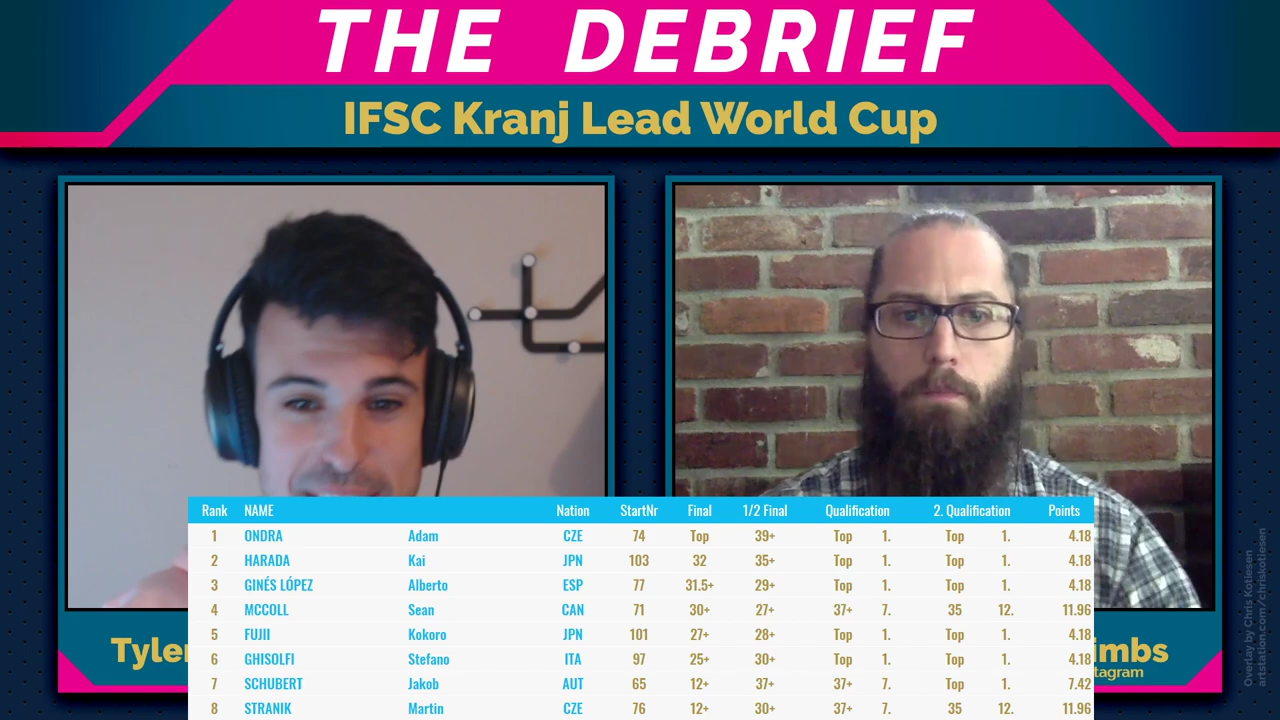 THE DEBRIEF
IFSC Kranj Lead World Cup
Rank NAME Nation StartNr Final 1/2 Final Qualification 2. Qualification Points
1 ONDRA Adam CZE 74 Top 39+ Top 1. Top 1. 4.18
2 HARADA Kai JPN 103 32 35+ Top 1. Top 1. 4.18
3 GINÉS LÓPEZ Alberto ESP 77 31.5+ 29+ Top 1. Top 1. 4.18
4 MCCOLL Sean CAN 71 30+ 27+ 37+ 7. 35 12. 11.96
5 FUJII Kokoro JPN 101 27+ 28+ Top 1. Top 1. 4.18
6 GHISOLFI Stefano ITA 97 25+ 30+ Top 1. Top 1. 4.18
7 SCHUBERT Jakob AUT 65 12+ 37+ 37+ 7. Top 1. 7.42
8 STRANIK Martin CZE 76 12+ 30+ 37+ 7. 35 12. 11.96
Tyler
imbs
tagram
Overlay by Chris Kotiesen
artstation.com/chriskotiesen